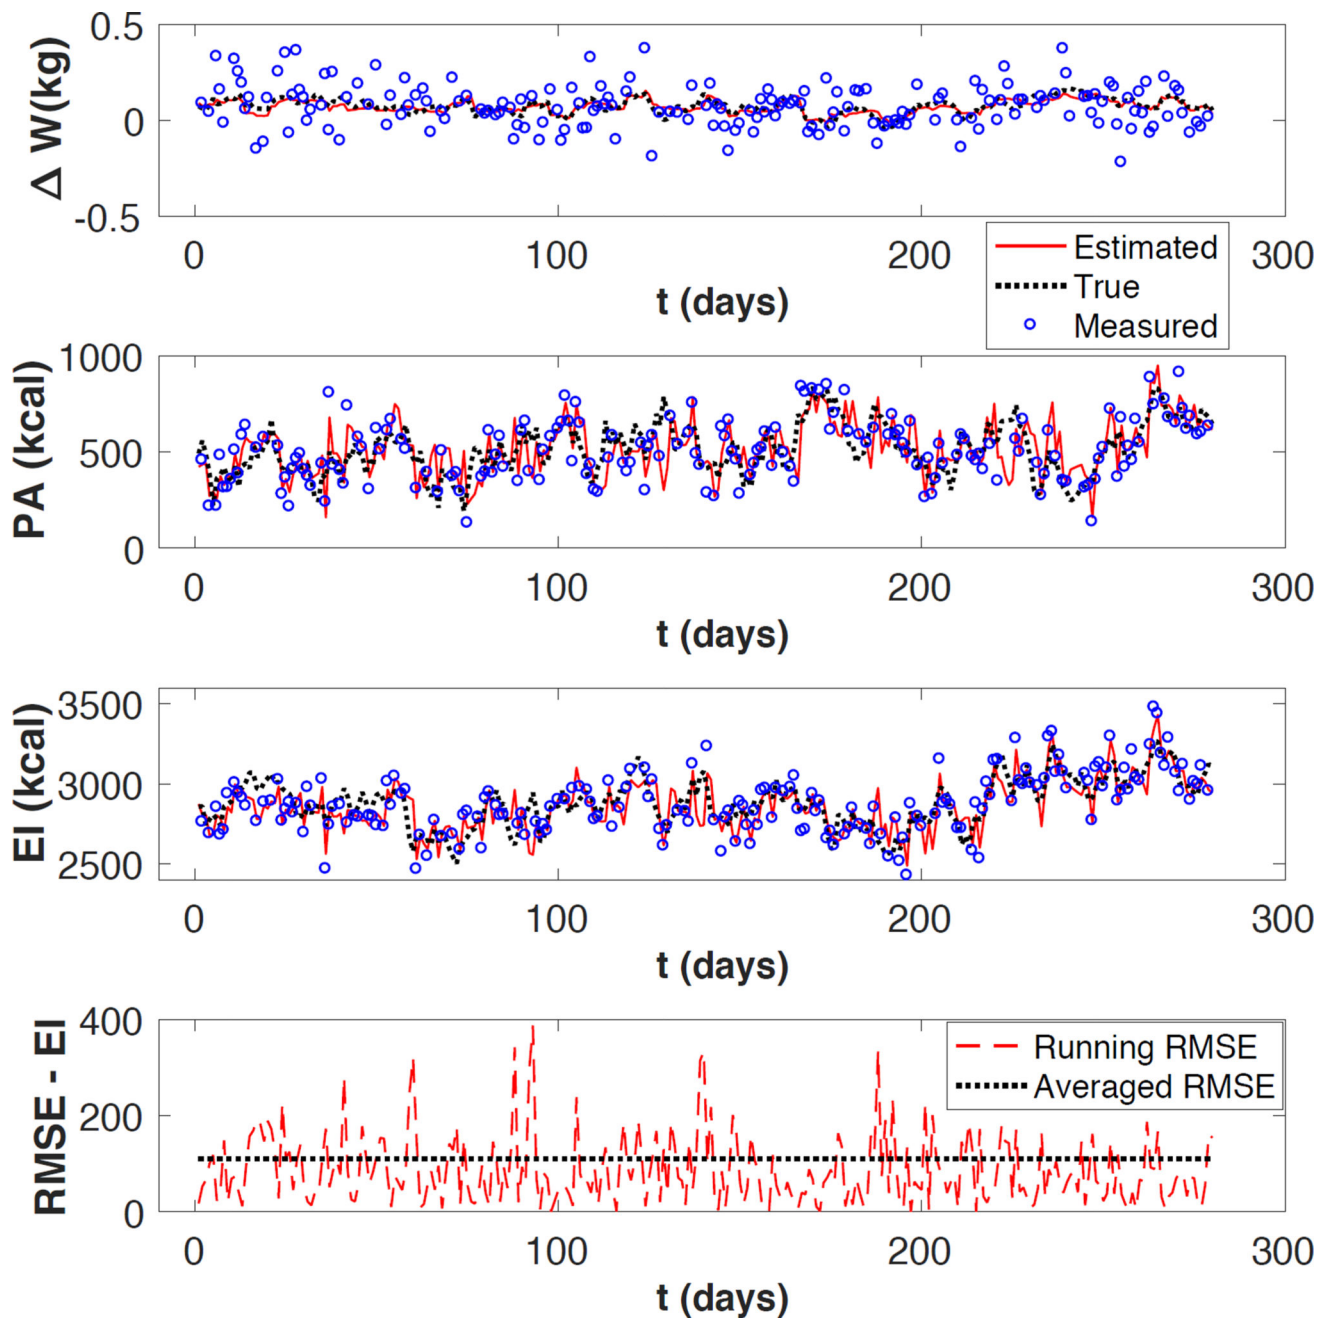 0.5
0
-0.5
Δ W(kg)
0 100 200 300
t (days)
Estimated
True
Measured
1000
500
0
PA (kcal)
0 100 200 300
t (days)
3500
3000
2500
EI (kcal)
0 100 200 300
t (days)
400
200
0
RMSE - EI
Running RMSE
Averaged RMSE
0 100 200 300
t (days)